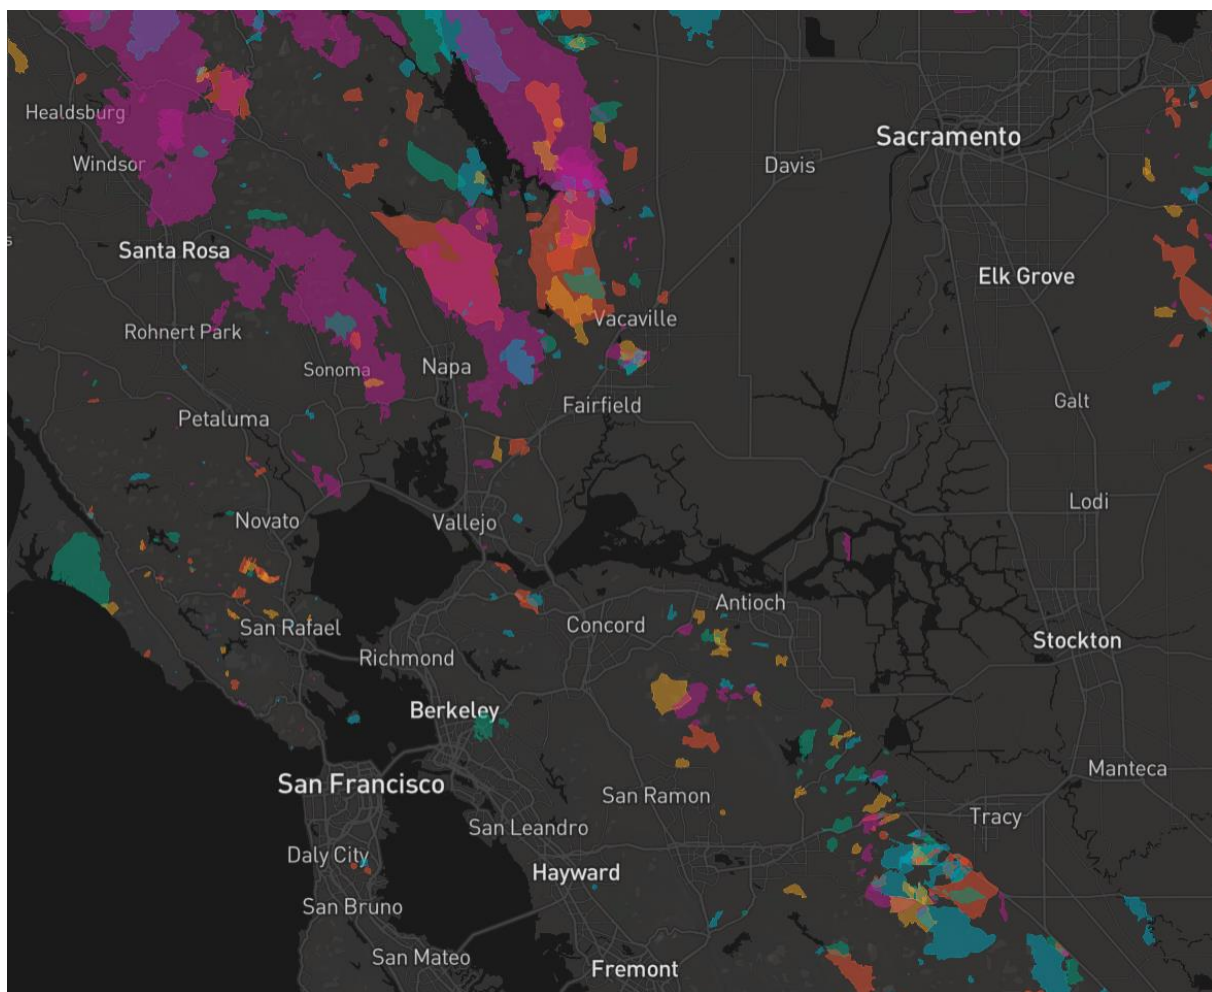 Healdsburg
Sacramento
Windsor
Davis
s
Santa Rosa
Elk Grove
Vacaville
Rohnert Park
Sonoma
Napa
Galt
Fairfield
Petaluma
Lodi
Novato
Vallejo
Antioch
San Rafael
Concord
Stockton
Richmond
Berkeley
Manteca
San Francisco
San Ramon
Tracy
San Leandro
Daly City
Hayward
San Bruno
San Mateo
Fremont